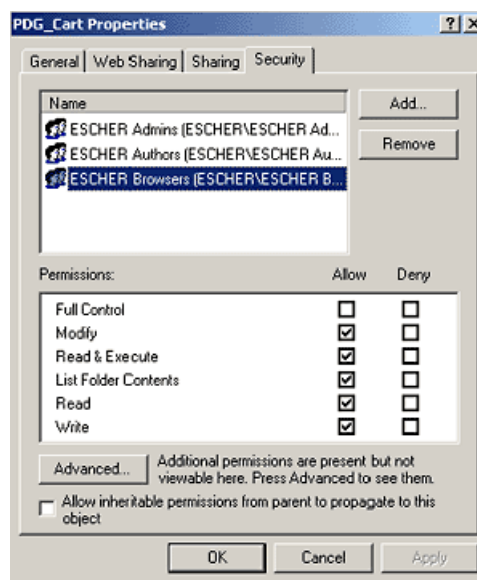 PDG_Cart Properties
General Web Sharing Sharing Security
Name
Add...
ESCHER Admins (ESCHER\ESCHER Ad...
ESCHER Authors (ESCHER\ESCHER Au...
Remove
ESCHER Browsers (ESCHER\ESCHER B...
Permissions: Allow Deny
Full Control
Modify
Read & Execute
List Folder Contents
Read
Write
Advanced...
Additional permissions are present but not
viewable here. Press Advanced to see them.
Allow inheritable permissions from parent to propagate to this
object
OK Cancel Apply